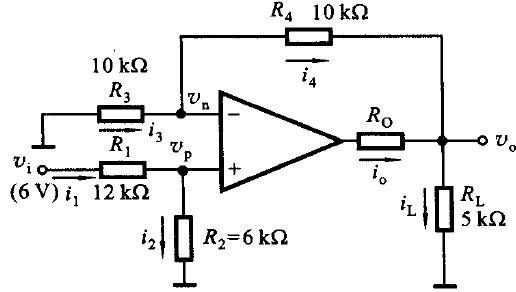 R4 10 kΩ
i4
10 kΩ
R3
vn
−
i3
RO
vo
R1
vp
+
io
vi
(6 V) i1 12 kΩ
iL
RL
5 kΩ
i2
R2=6 kΩ